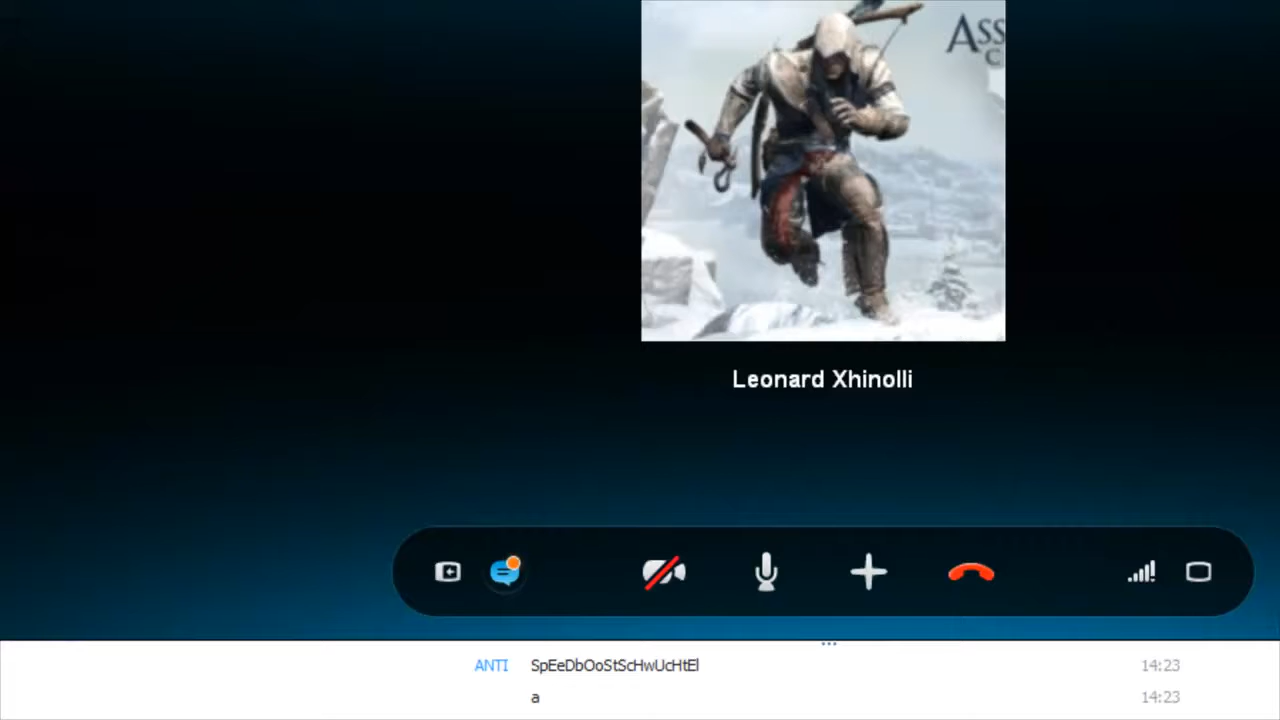 ASS
C
Leonard Xhinolli
ANTI SpEeDbOoStScHwUcHtEl 14:23
a 14:23